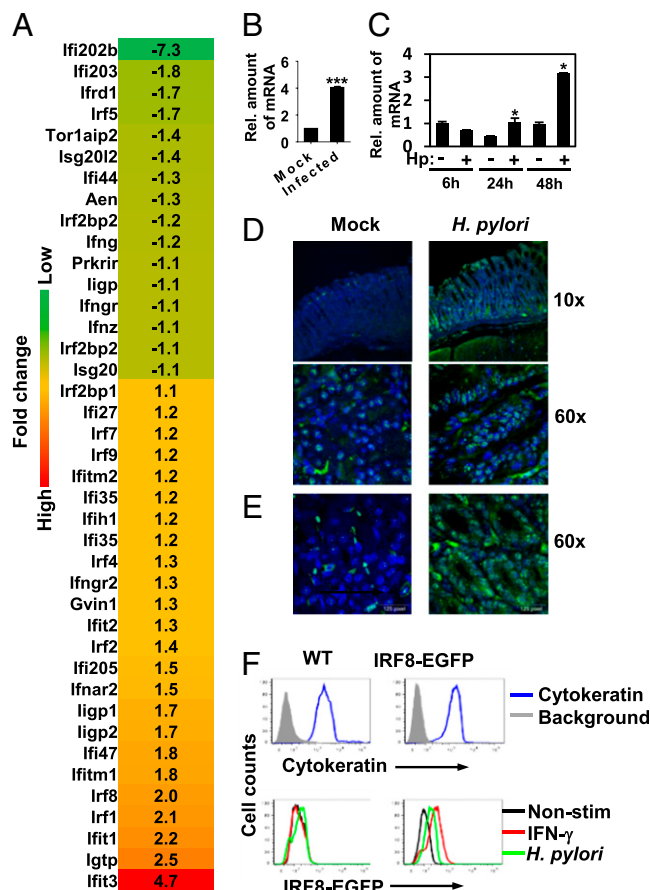 A
Ifi202b -7.3
Ifi203 -1.8
Ifrd1 -1.7
Irf5 -1.7
Tor1aip2 -1.4
Isg20l2 -1.4
Ifi44 -1.3
Aen -1.3
Irf2bp2 -1.2
Ifng -1.2
Prkrir -1.1
Iigp -1.1
Ifngr -1.1
Ifnz -1.1
Irf2bp2 -1.1
Isg20 -1.1
Irf2bp1 1.1
Ifi27 1.2
Irf7 1.2
Irf9 1.2
Ifitm2 1.2
Ifi35 1.2
Ifih1 1.2
Ifi35 1.2
Irf4 1.3
Ifngr2 1.3
Gvin1 1.3
Ifit2 1.3
Irf2 1.4
Ifi205 1.5
Ifnar2 1.5
Iigp1 1.7
Iigp2 1.7
Ifi47 1.8
Ifitm1 1.8
Irf8 2.0
Irf1 2.1
Ifit1 2.2
Igtp 2.5
Ifit3 4.7
Low
Fold change
High
B
Rel. amount
of mRNA
6
4
2
0
***
Mock
Infected
C
Rel. amount of
mRNA
4
3
2
1
0
* *
Hp: - + - + - +
6h 24h 48h
D
Mock H. pylori
10x
60x
E
60x
125 pixel 125 pixel
F
WT IRF8-EGFP
Cytokeratin
Background
Cell counts
Cytokeratin
Non-stim
IFN-γ
H. pylori
IRF8-EGFP